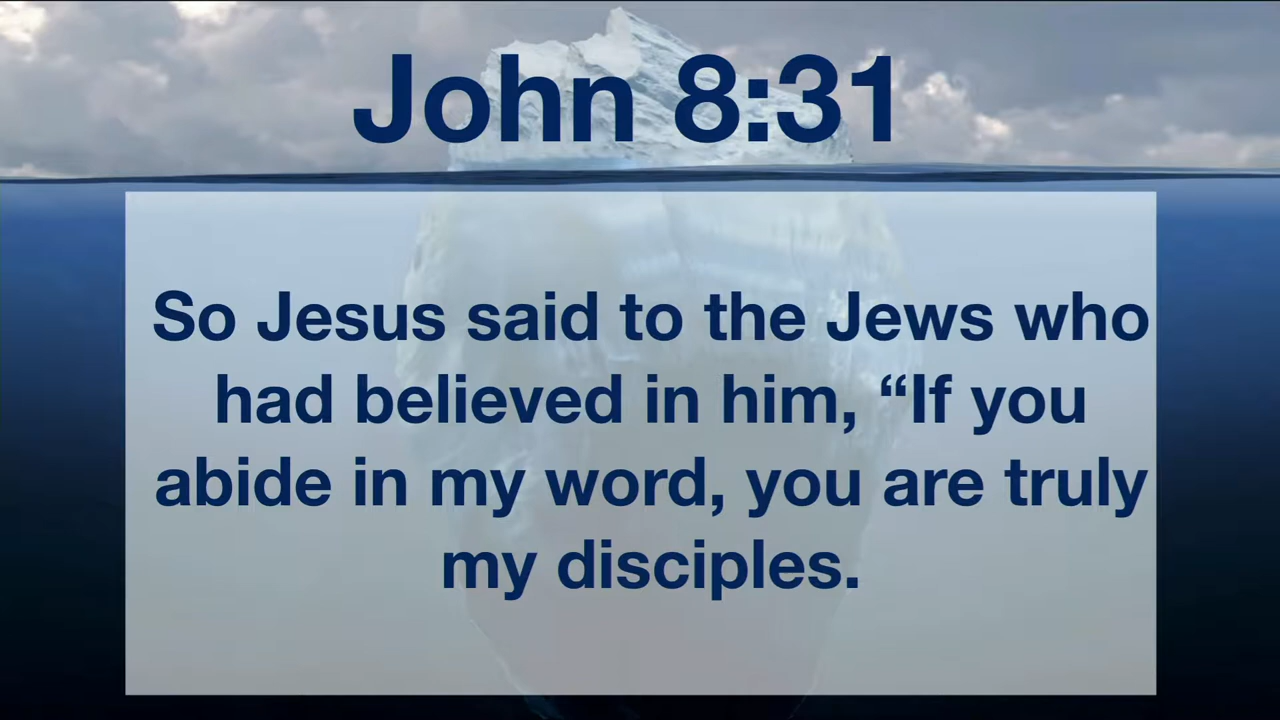 John 8:31
So Jesus said to the Jews who
had believed in him, “If you
abide in my word, you are truly
my disciples.